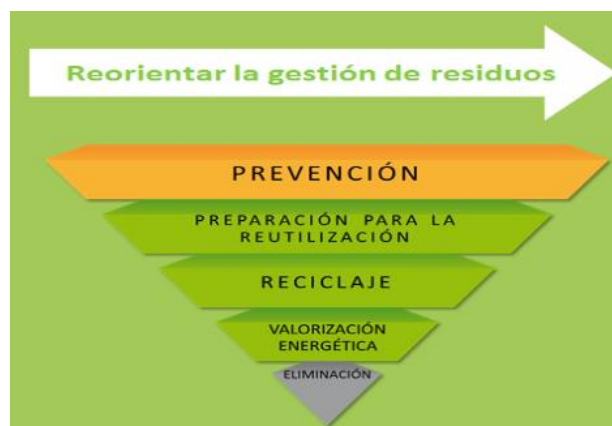 Reorientar la gestión de residuos
PREVENCIÓN
PREPARACIÓN PARA LA
REUTILIZACIÓN
RECICLAJE
VALORIZACIÓN
ENERGÉTICA
ELIMINACIÓN